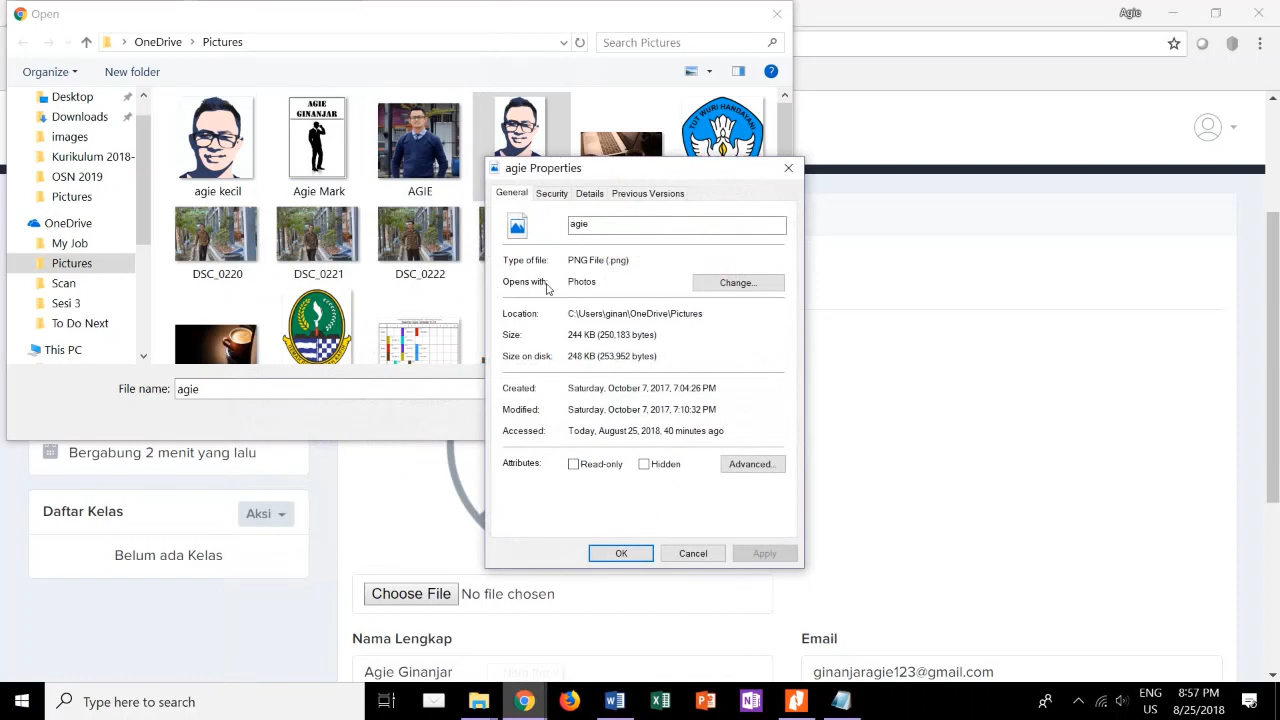 Open
Agie
OneDrive
Pictures
Search Pictures
Organize
New folder
?
Desktop
Downloads
images
Kurikulum 2018-
OSN 2019
Pictures
OneDrive
My Job
Pictures
Scan
Sesi 3
To Do Next
This PC
agie kecil
AGIE
GINANJAR
Agie Mark
AGIE
TUT WURI HANDAYANI
DSC_0220
DSC_0221
DSC_0222
File name:
agie
agie Properties
General
Security
Details
Previous Versions
agie
Type of file:
PNG File (.png)
Opens with:
Photos
Change...
Location:
C:\Users\ginan\OneDrive\Pictures
Size:
244 KB (250,183 bytes)
Size on disk:
248 KB (253,952 bytes)
Created:
Saturday, October 7, 2017, 7:04:26 PM
Modified:
Saturday, October 7, 2017, 7:10:32 PM
Accessed:
Today, August 25, 2018, 40 minutes ago
Attributes:
Read-only
Hidden
Advanced...
OK
Cancel
Apply
Bergabung 2 menit yang lalu
Daftar Kelas
Aksi
Belum ada Kelas
Choose File
No file chosen
Nama Lengkap
Agie Ginanjar
Email
ginanjaragie123@gmail.com
Type here to search
ENG
US
8:57 PM
8/25/2018